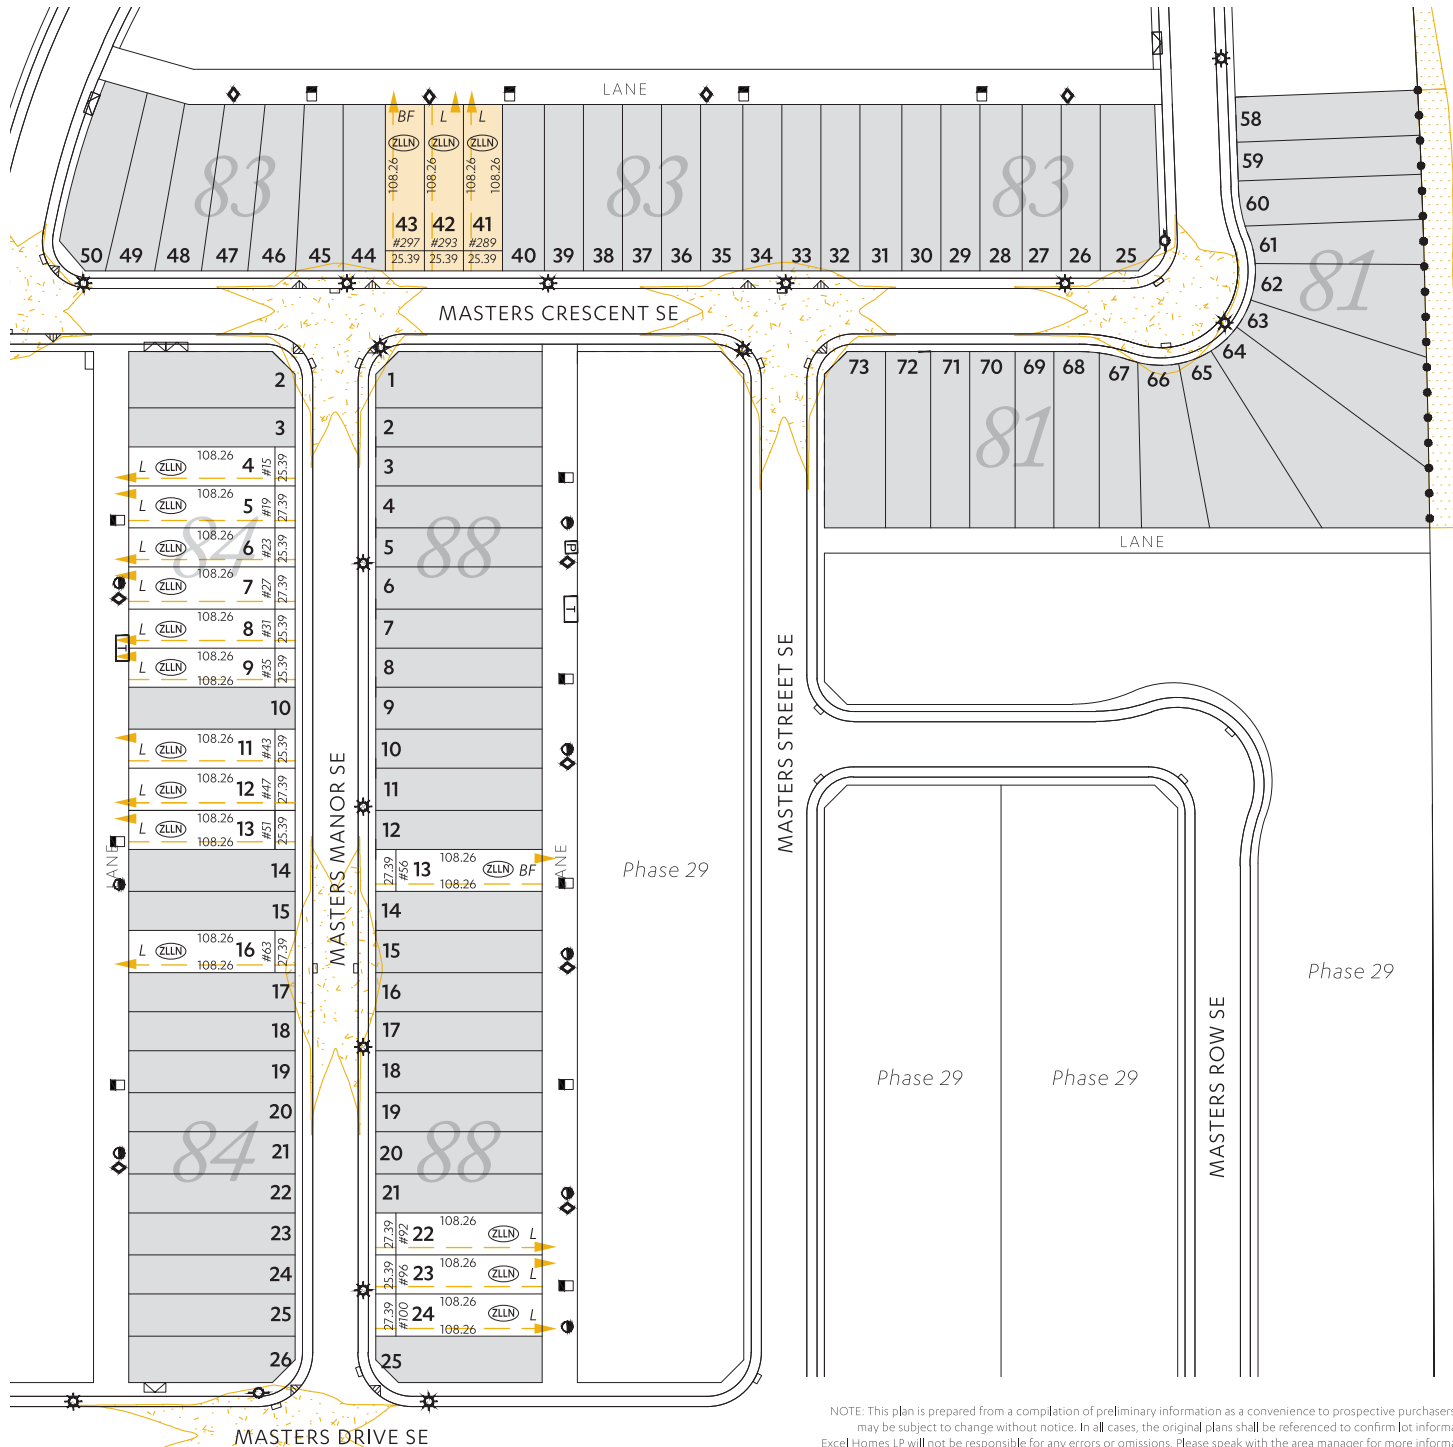 LANE
BF L L
ZLLN ZLLN ZLLN
108.26 108.26 108.26 108.26
83 83 83
43 42 41
#297 #293 #289
25.39 25.39 25.39
50 49 48 47 46 45 44 40 39 38 37 36 35 34 33 32 31 30 29 28 27 26 25
58
59
60
61
62
63
64
65
66
67
68
69
70
71
72
73
81
81
MASTERS CRESCENT SE
LANE
2
3
L ZLLN 108.26 4 #15 25.39
L ZLLN 108.26 5 #19 27.39
84
L ZLLN 108.26 6 #23 25.39
L ZLLN 108.26 7 #27 27.39
L ZLLN 108.26 8 #31 25.39
T
L ZLLN 108.26 9 #35 25.39
108.26
10
L ZLLN 108.26 11 #43 25.39
L ZLLN 108.26 12 #47 27.39
L ZLLN 108.26 13 #51 25.39
108.26
LANE
14
15
L ZLLN 108.26 16 #63 27.39
108.26
17
18
19
20
21
84
22
23
24
25
26
MASTERS MANOR SE
1
2
3
4
5
88
P
6
T
7
8
9
10
11
12
27.39 #56 13 108.26 ZLLN BF
108.26
LANE
14
15
16
17
18
19
20
88
21
27.39 #92 22 108.26 ZLLN L
25.39 #96 23 108.26 ZLLN L
27.39 #100 24 108.26 ZLLN L
108.26
25
Phase 29
MASTERS STREEET SE
Phase 29
Phase 29
MASTERS ROW SE
Phase 29
MASTERS DRIVE SE
NOTE: This plan is prepared from a compilation of preliminary information as a convenience to prospective purchasers
may be subject to change without notice. In all cases, the original plans shall be referenced to confirm lot informa
Excel Homes LP will not be responsible for any errors or omissions. Please speak with the area manager for more informa